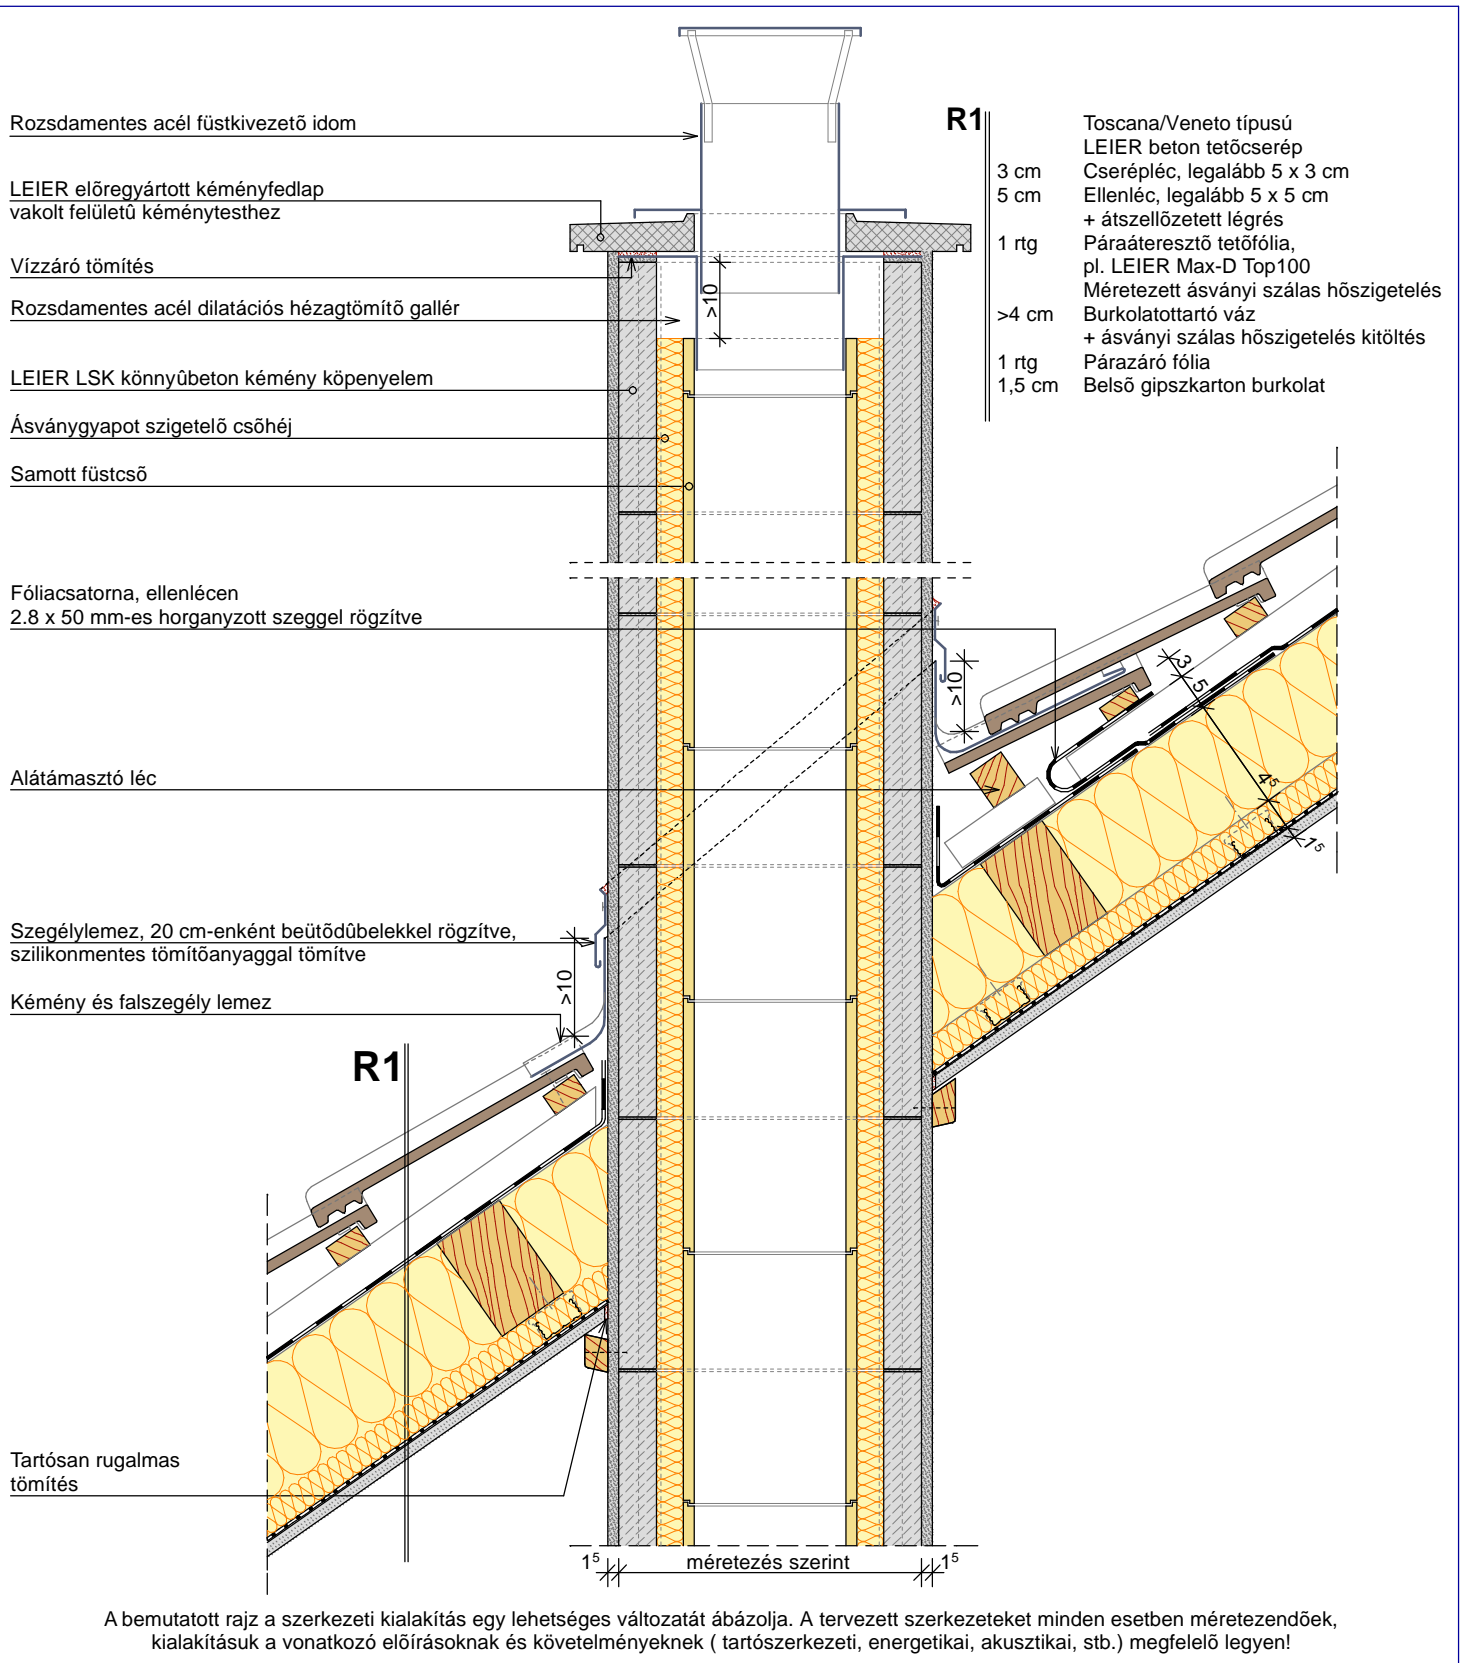 Rozsdamentes acél füstkivezetõ idom
LEIER elõregyártott kéményfedlap
vakolt felületû kéménytesthez
Vízzáró tömítés
Rozsdamentes acél dilatációs hézagtömítõ gallér
LEIER LSK könnyûbeton kémény köpenyelem
Ásványgyapot szigetelõ csõhéj
Samott füstcsõ
Fóliacsatorna, ellenlécen
2.8 x 50 mm-es horganyzott szeggel rögzítve
Alátámasztó léc
Szegélylemez, 20 cm-enként beütõdûbelekkel rögzítve,
szilikonmentes tömítõanyaggal tömítve
Kémény és falszegély lemez
R1
Tartósan rugalmas
tömítés
R1
Toscana/Veneto típusú
LEIER beton tetõcserép
3 cm Cserépléc, legalább 5 x 3 cm
5 cm Ellenléc, legalább 5 x 5 cm
+ átszellõzetett légrés
1 rtg Páraáteresztõ tetõfólia,
pl. LEIER Max-D Top100
Méretezett ásványi szálas hõszigetelés
>4 cm Burkolatottartó váz
+ ásványi szálas hõszigetelés kitöltés
1 rtg Párazáró fólia
1,5 cm Belsõ gipszkarton burkolat
>10
>10
>10
3
5
4⁵
1⁵
1⁵ méretezés szerint 1⁵
A bemutatott rajz a szerkezeti kialakítás egy lehetséges változatát ábázolja. A tervezett szerkezeteket minden esetben méretezendõek,
kialakításuk a vonatkozó elõírásoknak és követelményeknek ( tartószerkezeti, energetikai, akusztikai, stb.) megfelelõ legyen!